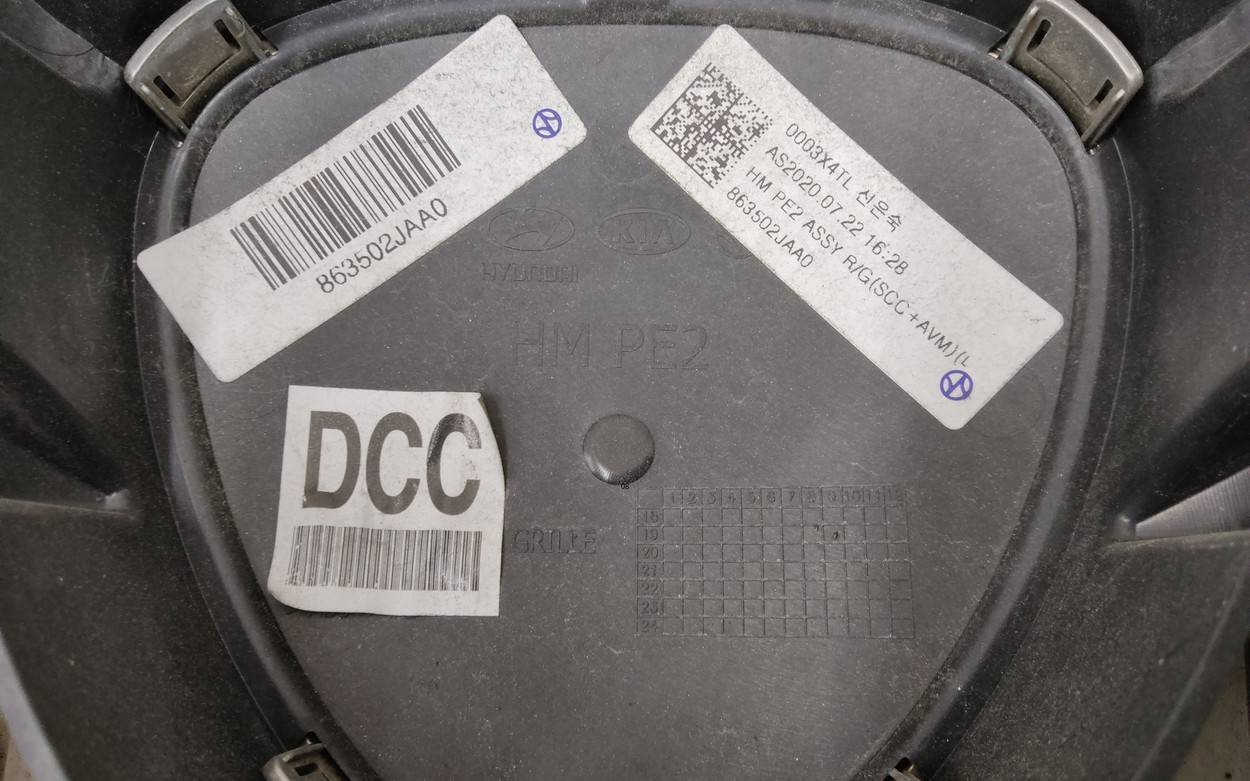 863502JAA0
0003X4TL 신은숙
AS2020.07.22 16:28
HM PE2 ASSY R/G(SCC+AVM)(L
863502JAA0
HYUNDAI
KIA
HM PE2
DCC
GRILLE
08
1 2 3 4 5 6 7 8 9 10 11 12
18
19
20
21
22
23
24